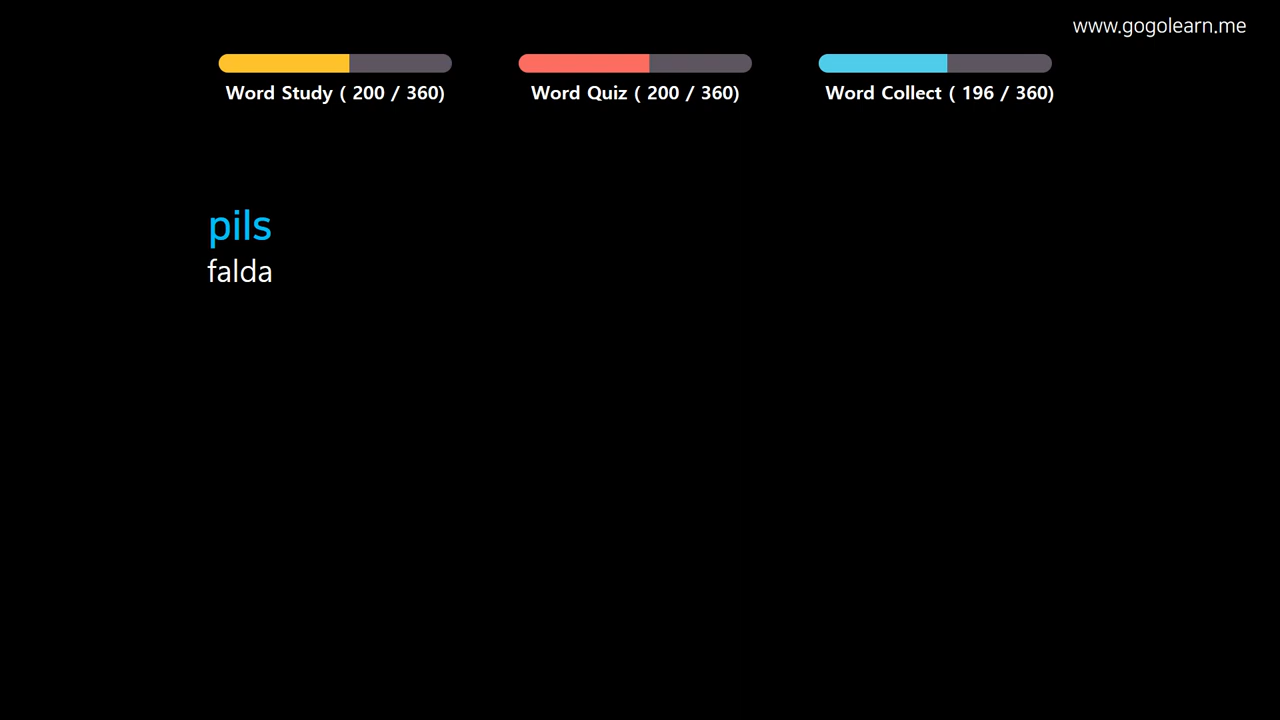 www.gogolearn.me
Word Study ( 200 / 360)
Word Quiz ( 200 / 360)
Word Collect ( 196 / 360)
pils
falda